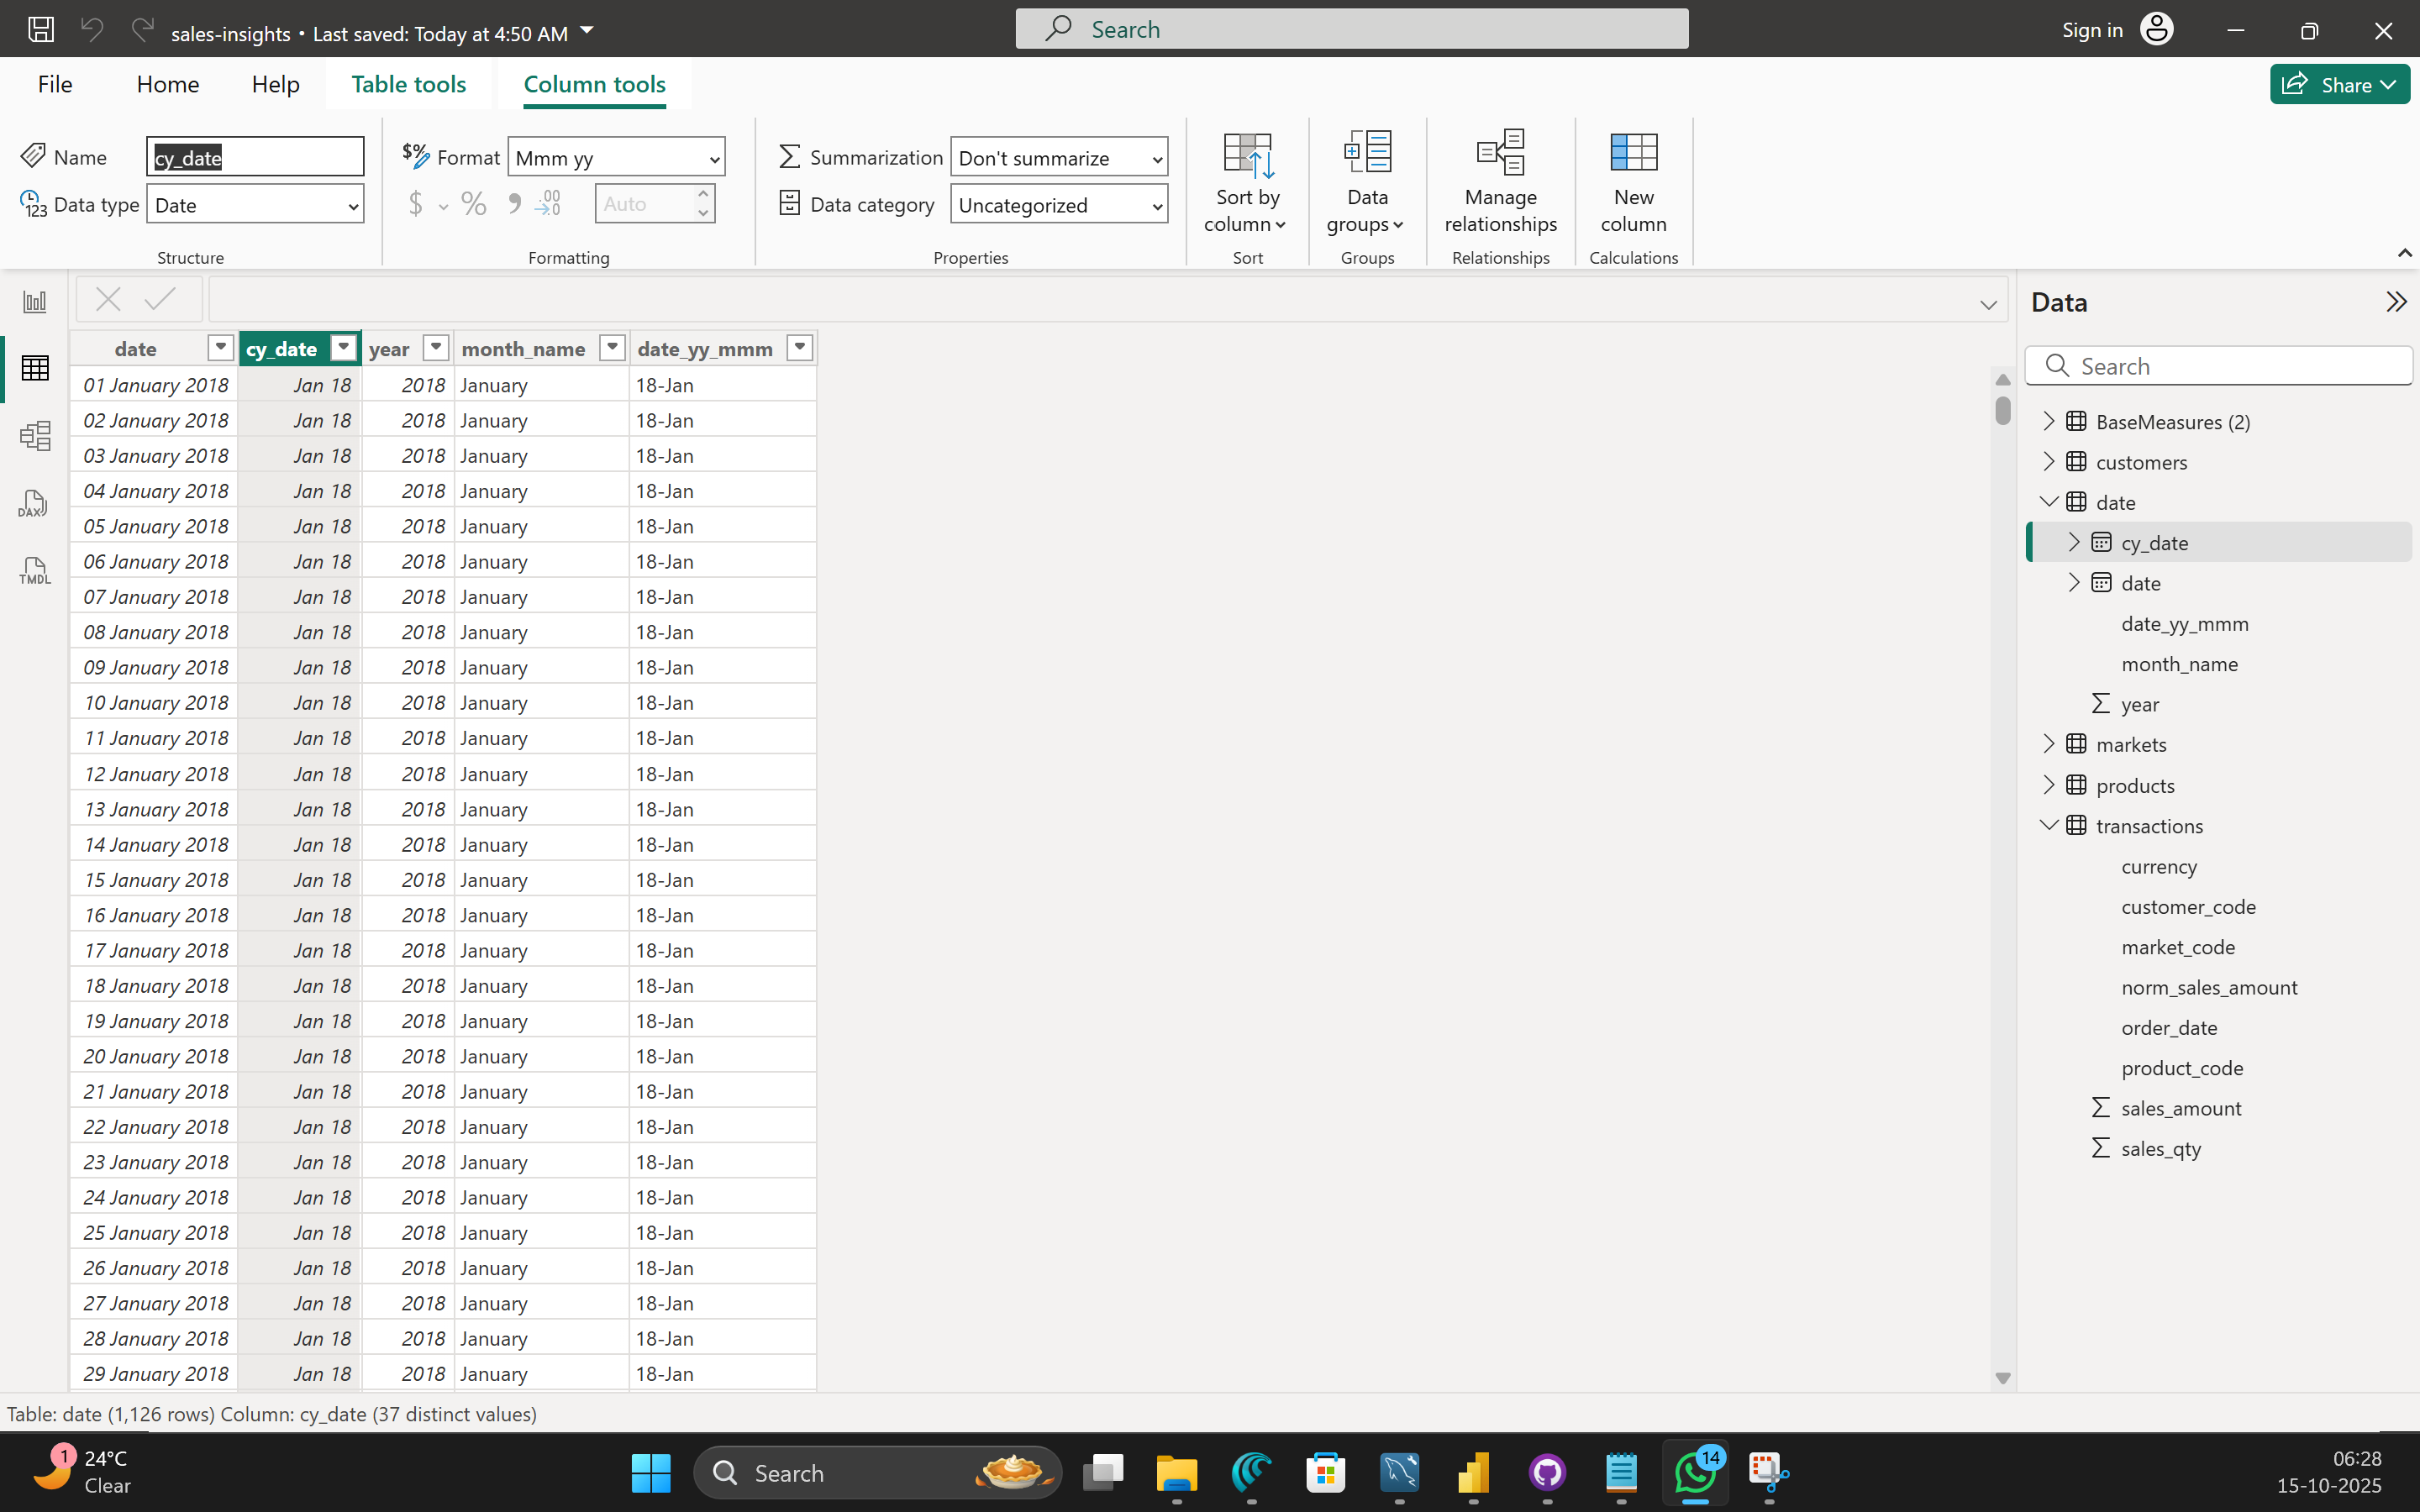 sales-insights • Last saved: Today at 4:50 AM
Search
Sign in
File Home Help Table tools Column tools
Share
Name cy_date
Data type Date
Structure
Format Mmm yy
$ % 9 .00 →.0 Auto
Formatting
Summarization Don't summarize
Data category Uncategorized
Properties
Sort by
column
Sort
Data
groups
Groups
Manage
relationships
Relationships
New
column
Calculations
date cy_date year month_name date_yy_mmm
01 January 2018 Jan 18 2018 January 18-Jan
02 January 2018 Jan 18 2018 January 18-Jan
03 January 2018 Jan 18 2018 January 18-Jan
04 January 2018 Jan 18 2018 January 18-Jan
05 January 2018 Jan 18 2018 January 18-Jan
06 January 2018 Jan 18 2018 January 18-Jan
07 January 2018 Jan 18 2018 January 18-Jan
08 January 2018 Jan 18 2018 January 18-Jan
09 January 2018 Jan 18 2018 January 18-Jan
10 January 2018 Jan 18 2018 January 18-Jan
11 January 2018 Jan 18 2018 January 18-Jan
12 January 2018 Jan 18 2018 January 18-Jan
13 January 2018 Jan 18 2018 January 18-Jan
14 January 2018 Jan 18 2018 January 18-Jan
15 January 2018 Jan 18 2018 January 18-Jan
16 January 2018 Jan 18 2018 January 18-Jan
17 January 2018 Jan 18 2018 January 18-Jan
18 January 2018 Jan 18 2018 January 18-Jan
19 January 2018 Jan 18 2018 January 18-Jan
20 January 2018 Jan 18 2018 January 18-Jan
21 January 2018 Jan 18 2018 January 18-Jan
22 January 2018 Jan 18 2018 January 18-Jan
23 January 2018 Jan 18 2018 January 18-Jan
24 January 2018 Jan 18 2018 January 18-Jan
25 January 2018 Jan 18 2018 January 18-Jan
26 January 2018 Jan 18 2018 January 18-Jan
27 January 2018 Jan 18 2018 January 18-Jan
28 January 2018 Jan 18 2018 January 18-Jan
29 January 2018 Jan 18 2018 January 18-Jan
DAX
TMDL
Data
Search
BaseMeasures (2)
customers
date
cy_date
date
date_yy_mmm
month_name
year
markets
products
transactions
currency
customer_code
market_code
norm_sales_amount
order_date
product_code
sales_amount
sales_qty
Table: date (1,126 rows) Column: cy_date (37 distinct values)
1
24°C
Clear
Search
14
06:28
15-10-2025